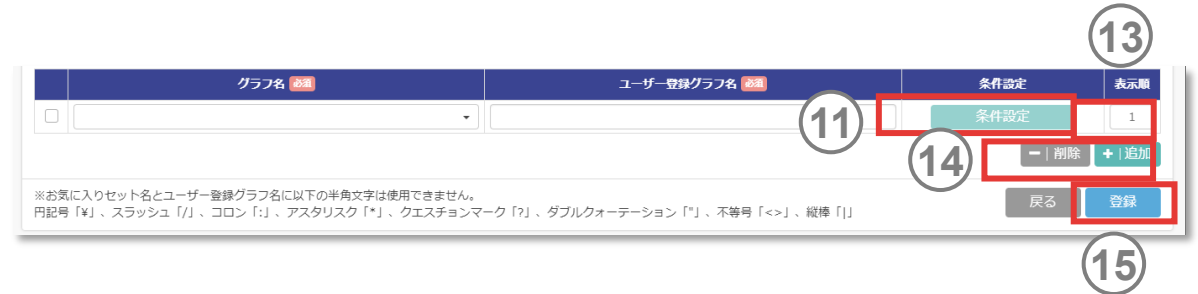 13
グラフ名 必須 ユーザー登録グラフ名 必須 条件設定 表示順
11 条件設定 1
14 ー | 削除 + | 追加
※お気に入りセット名とユーザー登録グラフ名に以下の半角文字は使用できません。
円記号「¥」、スラッシュ「/」、コロン「:」、アスタリスク「*」、クエスチョンマーク「?」、ダブルクォーテーション「"」、不等号「<>」、縦棒「|」
戻る 登録
15